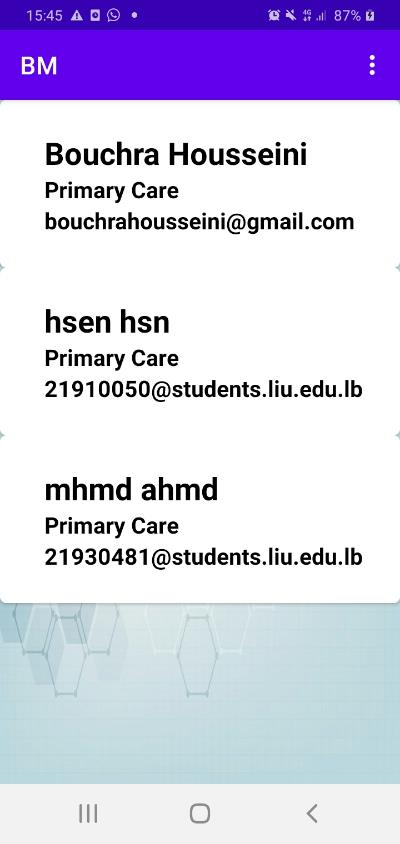 15:45 4G 87%
BM
Bouchra Housseini
Primary Care
bouchrahousseini@gmail.com
hsen hsn
Primary Care
21910050@students.liu.edu.lb
mhmd ahmd
Primary Care
21930481@students.liu.edu.lb